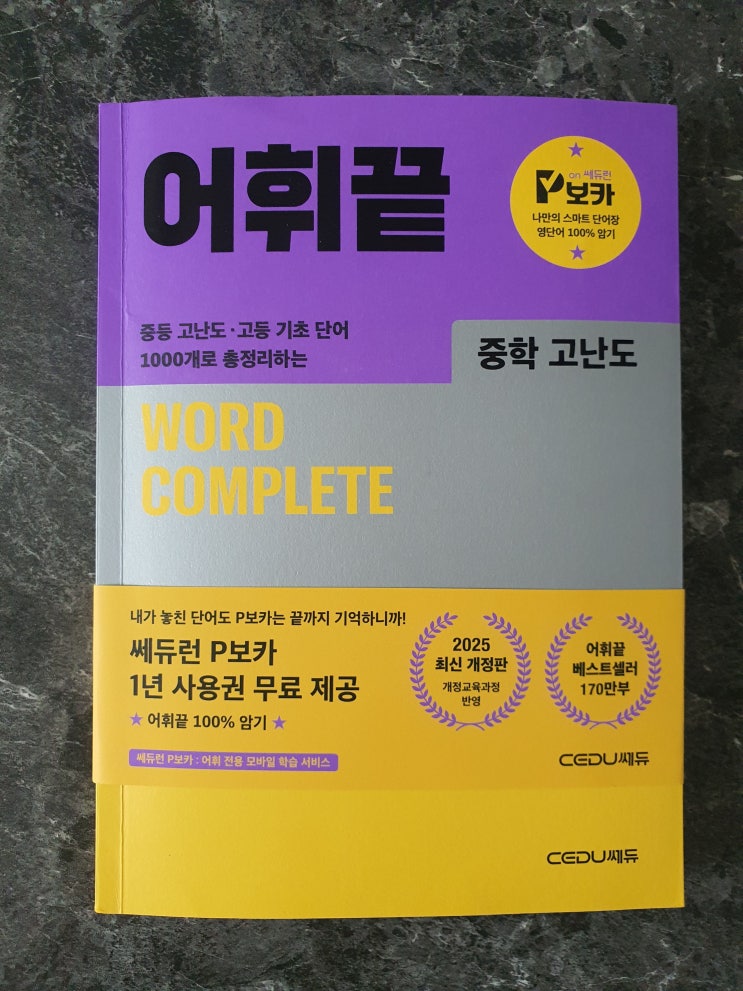 어휘끝
on 쎄듀런
P보카
나만의 스마트 단어장
영단어 100% 암기
중등 고난도·고등 기초 단어
1000개로 총정리하는
중학 고난도
WORD
COMPLETE
내가 놓친 단어도 P보카는 끝까지 기억하니까!
쎄듀런 P보카
1년 사용권 무료 제공
★ 어휘끝 100% 암기 ★
쎄듀런 P보카 : 어휘 전용 모바일 학습 서비스
2025
최신 개정판
개정교육과정
반영
어휘끝
베스트셀러
170만부
CEDU쎄듀
CEDU쎄듀